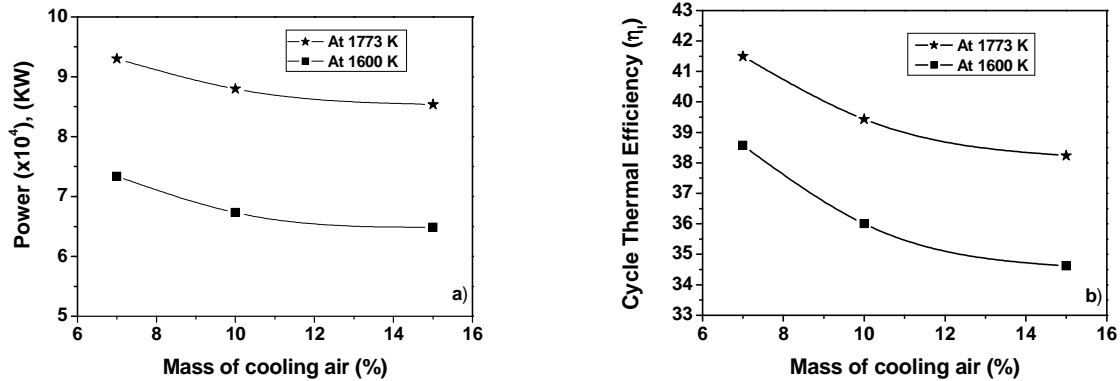 10
9
8
7
6
5
Power (x10⁴), (KW)
At 1773 K
At 1600 K
a)
6 8 10 12 14 16
Mass of cooling air (%)
43
42
41
40
39
38
37
36
35
34
33
Cycle Thermal Efficiency (ηI)
At 1773 K
At 1600 K
b)
6 8 10 12 14 16
Mass of cooling air (%)